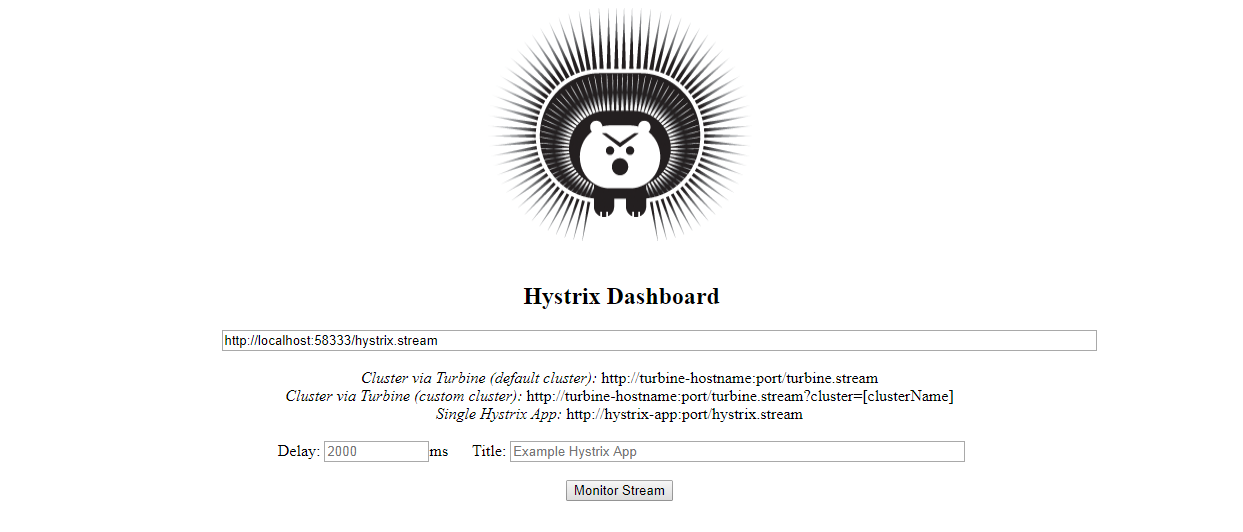 Hystrix Dashboard
http://localhost:58333/hystrix.stream
Cluster via Turbine (default cluster): http://turbine-hostname:port/turbine.stream
Cluster via Turbine (custom cluster): http://turbine-hostname:port/turbine.stream?cluster=[clusterName]
Single Hystrix App: http://hystrix-app:port/hystrix.stream
Delay: 2000 ms Title: Example Hystrix App
Monitor Stream